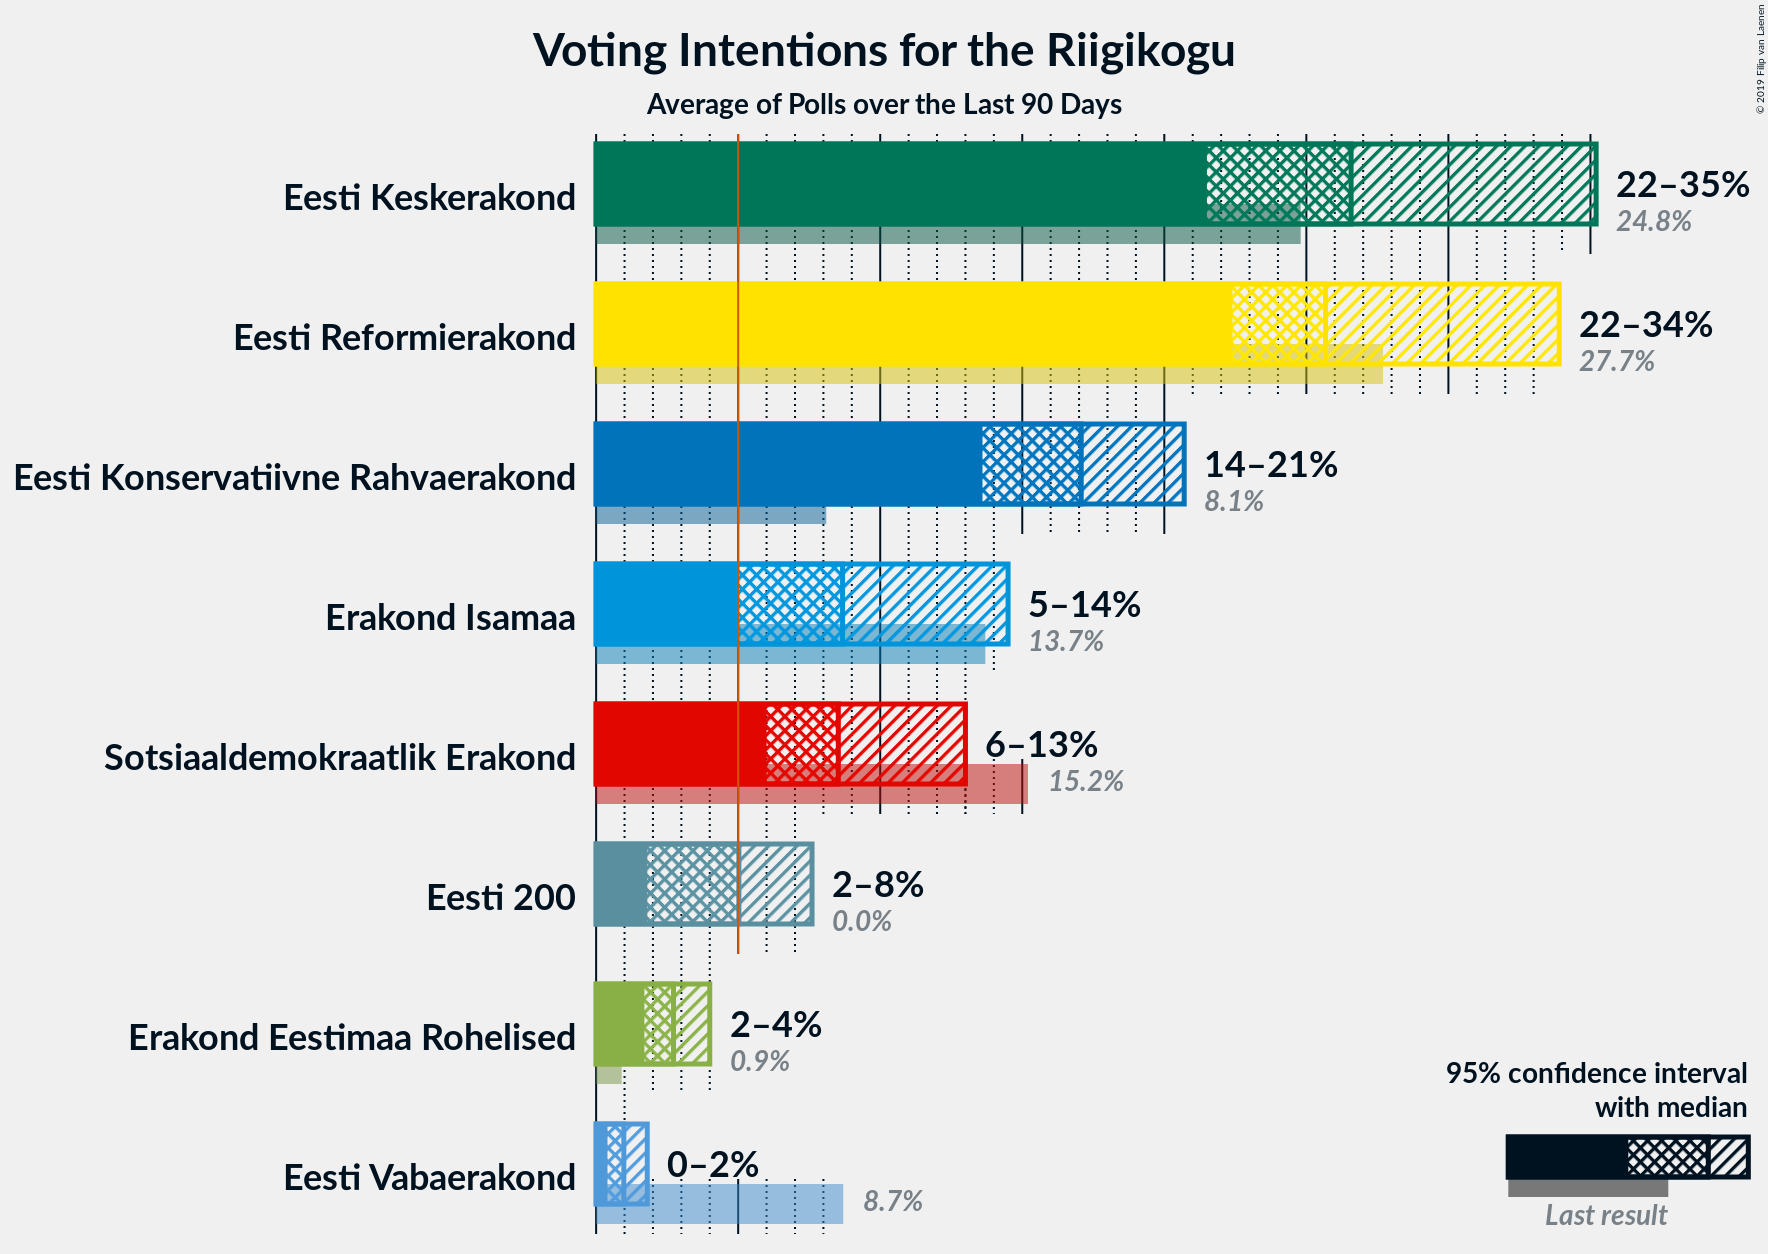 © 2019 Filip van Laenen
Voting Intentions for the Riigikogu
Average of Polls over the Last 90 Days
Eesti Keskerakond
22–35%
24.8%
Eesti Reformierakond
22–34%
27.7%
Eesti Konservatiivne Rahvaerakond
14–21%
8.1%
Erakond Isamaa
5–14%
13.7%
Sotsiaaldemokraatlik Erakond
6–13%
15.2%
Eesti 200
2–8%
0.0%
Erakond Eestimaa Rohelised
2–4%
0.9%
Eesti Vabaerakond
0–2%
8.7%
95% confidence interval
with median
Last result